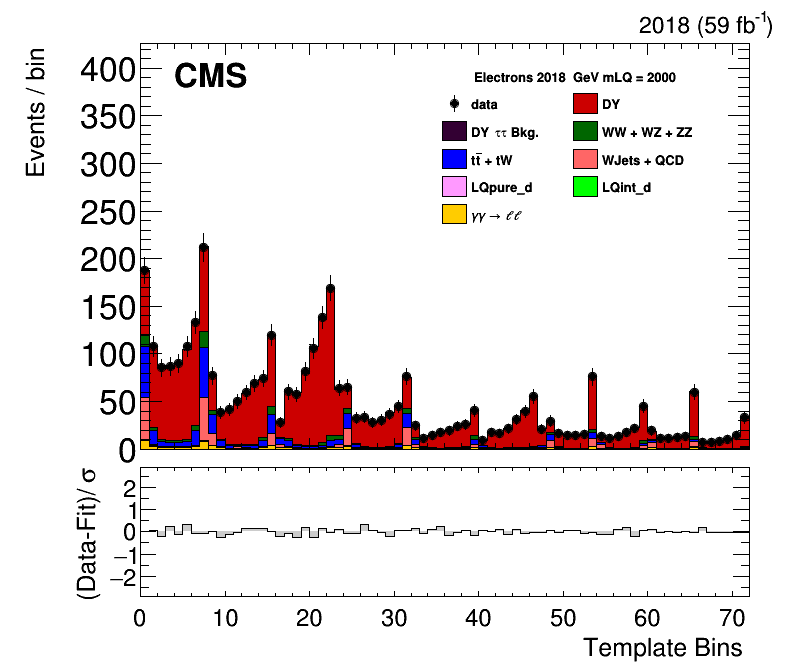 2018 (59 fb⁻¹)
Events / bin
CMS
Electrons 2018 GeV mLQ = 2000
data
DY
DY ττ Bkg.
WW + WZ + ZZ
tt̄ + tW
WJets + QCD
LQpure_d
LQint_d
γγ → ℓℓ
400
350
300
250
200
150
100
50
0
(Data-Fit)/ σ
2
1
0
−1
−2
0 10 20 30 40 50 60 70
Template Bins